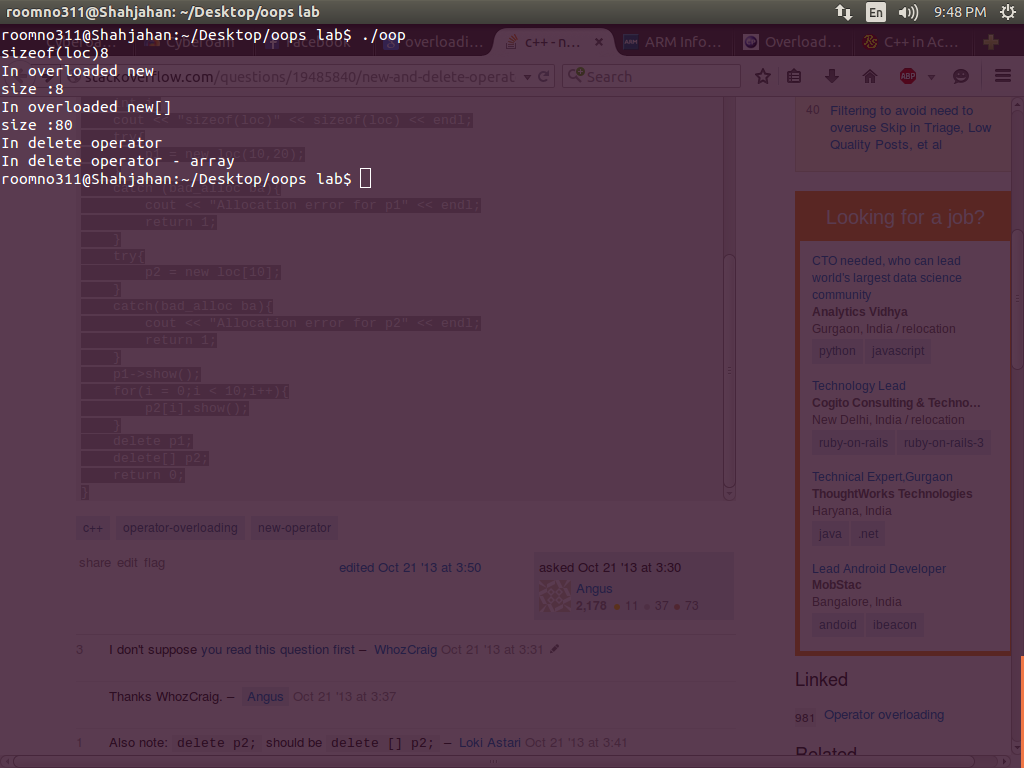 roomno311@Shahjahan: ~/Desktop/oops lab
En
9:48 PM
roomno311@Shahjahan:~/Desktop/oops lab$ ./oop
sizeof(loc)8
In overloaded new
size :8
In overloaded new[]
size :80
In delete operator
In delete operator - array
roomno311@Shahjahan:~/Desktop/oops lab$
Cyberoam
Facebook
overloadi...
c++ - n...
ARM Info...
Overload...
C++ in Ac...
stackoverflow.com/questions/19485840/new-and-delete-operat
Search
ABP
cout << "sizeof(loc)" << sizeof(loc) << endl;
cout << "Allocation error for p1" << endl;
return 1;
}
try{
p2 = new loc[10];
}
catch(bad_alloc ba){
cout << "Allocation error for p2" << endl;
return 1;
}
p1->show();
for(i = 0;i < 10;i++){
p2[i].show();
}
delete p1;
delete[] p2;
return 0;
}
c++ operator-overloading new-operator
share edit flag
edited Oct 21 '13 at 3:50
asked Oct 21 '13 at 3:30
Angus
2,178 11 37 73
3 I don't suppose you read this question first – WhozCraig Oct 21 '13 at 3:31
Thanks WhozCraig. – Angus Oct 21 '13 at 3:37
1 Also note: delete p2; should be delete [] p2; – Loki Astari Oct 21 '13 at 3:41
40 Filtering to avoid need to
overuse Skip in Triage, Low
Quality Posts, et al
Looking for a job?
CTO needed, who can lead
world's largest data science
community
Analytics Vidhya
Gurgaon, India / relocation
python javascript
Technology Lead
Cogito Consulting & Techno...
New Delhi, India / relocation
ruby-on-rails ruby-on-rails-3
Technical Expert,Gurgaon
ThoughtWorks Technologies
Haryana, India
java .net
Lead Android Developer
MobStac
Bangalore, India
andoid ibeacon
Linked
981 Operator overloading
Related